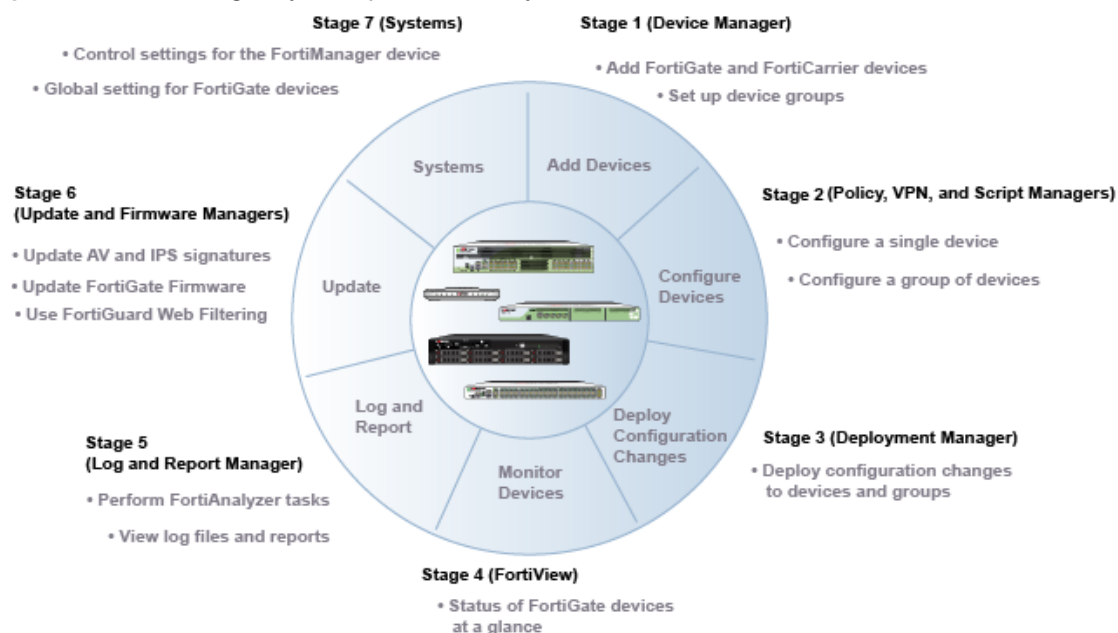 Stage 7 (Systems)
• Control settings for the FortiManager device
• Global setting for FortiGate devices
Stage 1 (Device Manager)
• Add FortiGate and FortiCarrier devices
• Set up device groups
Systems
Add Devices
Stage 6
(Update and Firmware Managers)
• Update AV and IPS signatures
• Update FortiGate Firmware
• Use FortiGuard Web Filtering
Update
Configure
Devices
Stage 2 (Policy, VPN, and Script Managers)
• Configure a single device
• Configure a group of devices
Log and
Report
Monitor
Devices
Deploy
Configuration
Changes
Stage 5
(Log and Report Manager)
• Perform FortiAnalyzer tasks
• View log files and reports
Stage 3 (Deployment Manager)
• Deploy configuration changes
to devices and groups
Stage 4 (FortiView)
• Status of FortiGate devices
at a glance